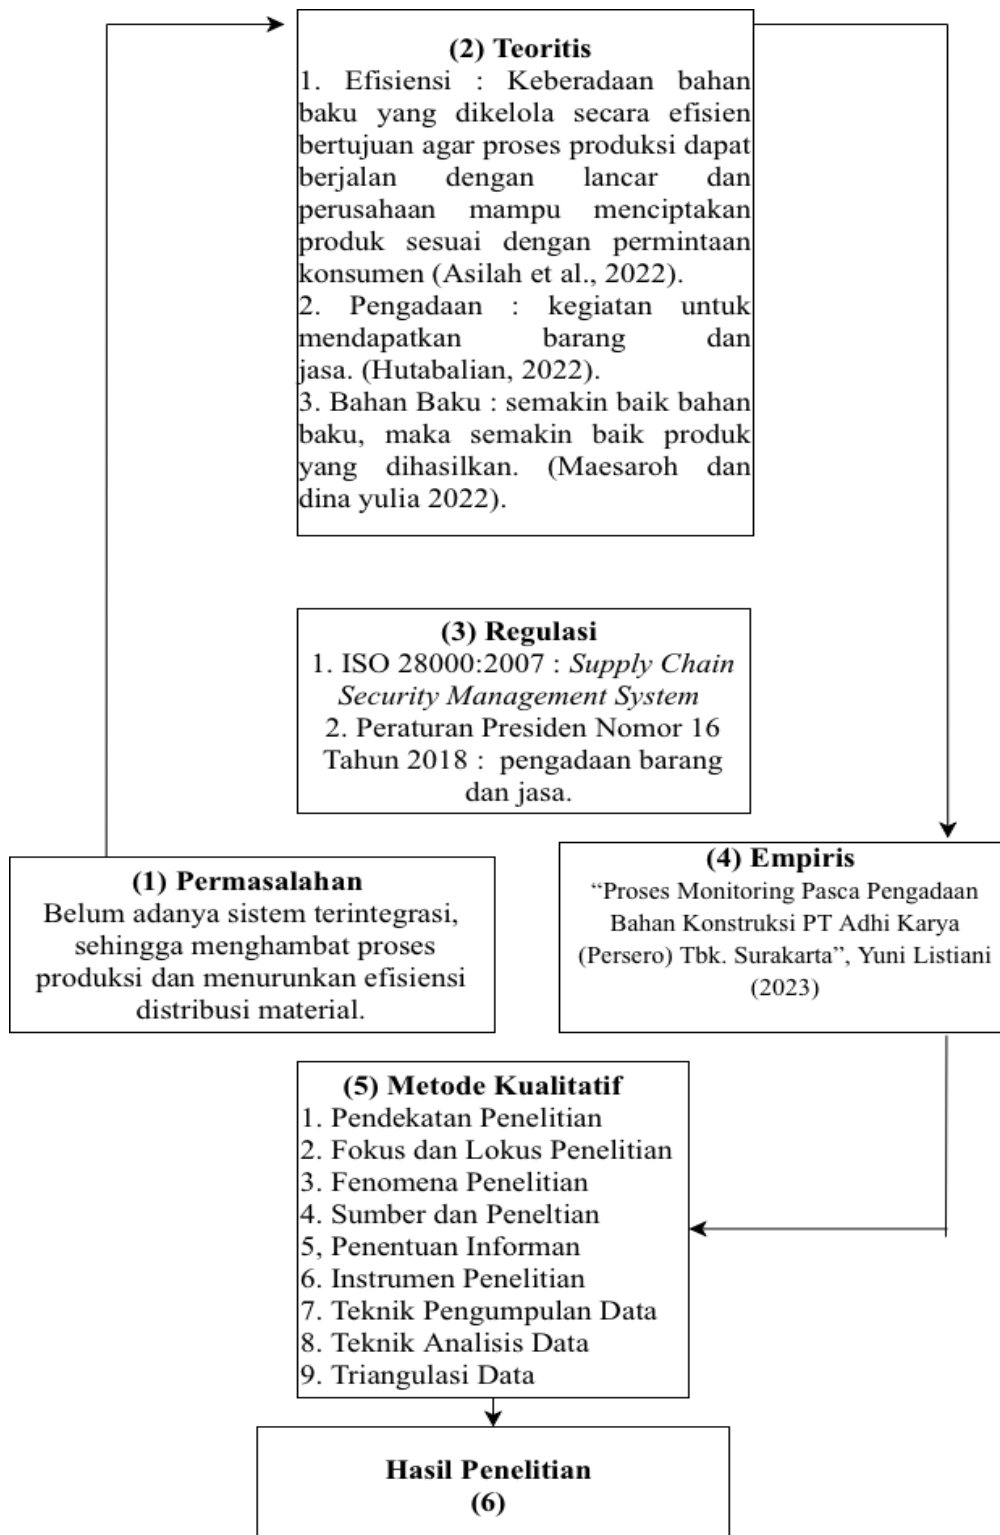 (2) Teoritis
1. Efisiensi : Keberadaan bahan
baku yang dikelola secara efisien
bertujuan agar proses produksi dapat
berjalan dengan lancar dan
perusahaan mampu menciptakan
produk sesuai dengan permintaan
konsumen (Asilah et al., 2022).
2. Pengadaan : kegiatan untuk
mendapatkan barang dan
jasa. (Hutabalian, 2022).
3. Bahan Baku : semakin baik bahan
baku, maka semakin baik produk
yang dihasilkan. (Maesaroh dan
dina yulia 2022).
(3) Regulasi
1. ISO 28000:2007 : Supply Chain
Security Management System
2. Peraturan Presiden Nomor 16
Tahun 2018 : pengadaan barang
dan jasa.
(1) Permasalahan
Belum adanya sistem terintegrasi,
sehingga menghambat proses
produksi dan menurunkan efisiensi
distribusi material.
(4) Empiris
“Proses Monitoring Pasca Pengadaan
Bahan Konstruksi PT Adhi Karya
(Persero) Tbk. Surakarta”, Yuni Listiani
(2023)
(5) Metode Kualitatif
1. Pendekatan Penelitian
2. Fokus dan Lokus Penelitian
3. Fenomena Penelitian
4. Sumber dan Peneltian
5, Penentuan Informan
6. Instrumen Penelitian
7. Teknik Pengumpulan Data
8. Teknik Analisis Data
9. Triangulasi Data
Hasil Penelitian
(6)